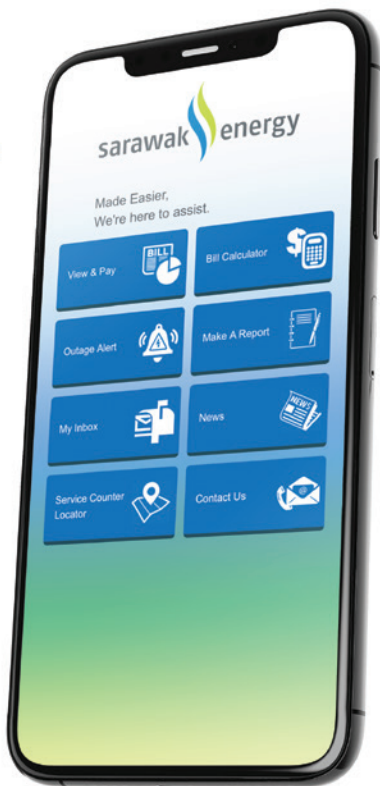 sarawak energy
Made Easier,
We're here to assist.
View & Pay
BILL
Bill Calculator
$
Outage Alert
Make A Report
My Inbox
News
NEWS
Service Counter
Locator
Contact Us
@